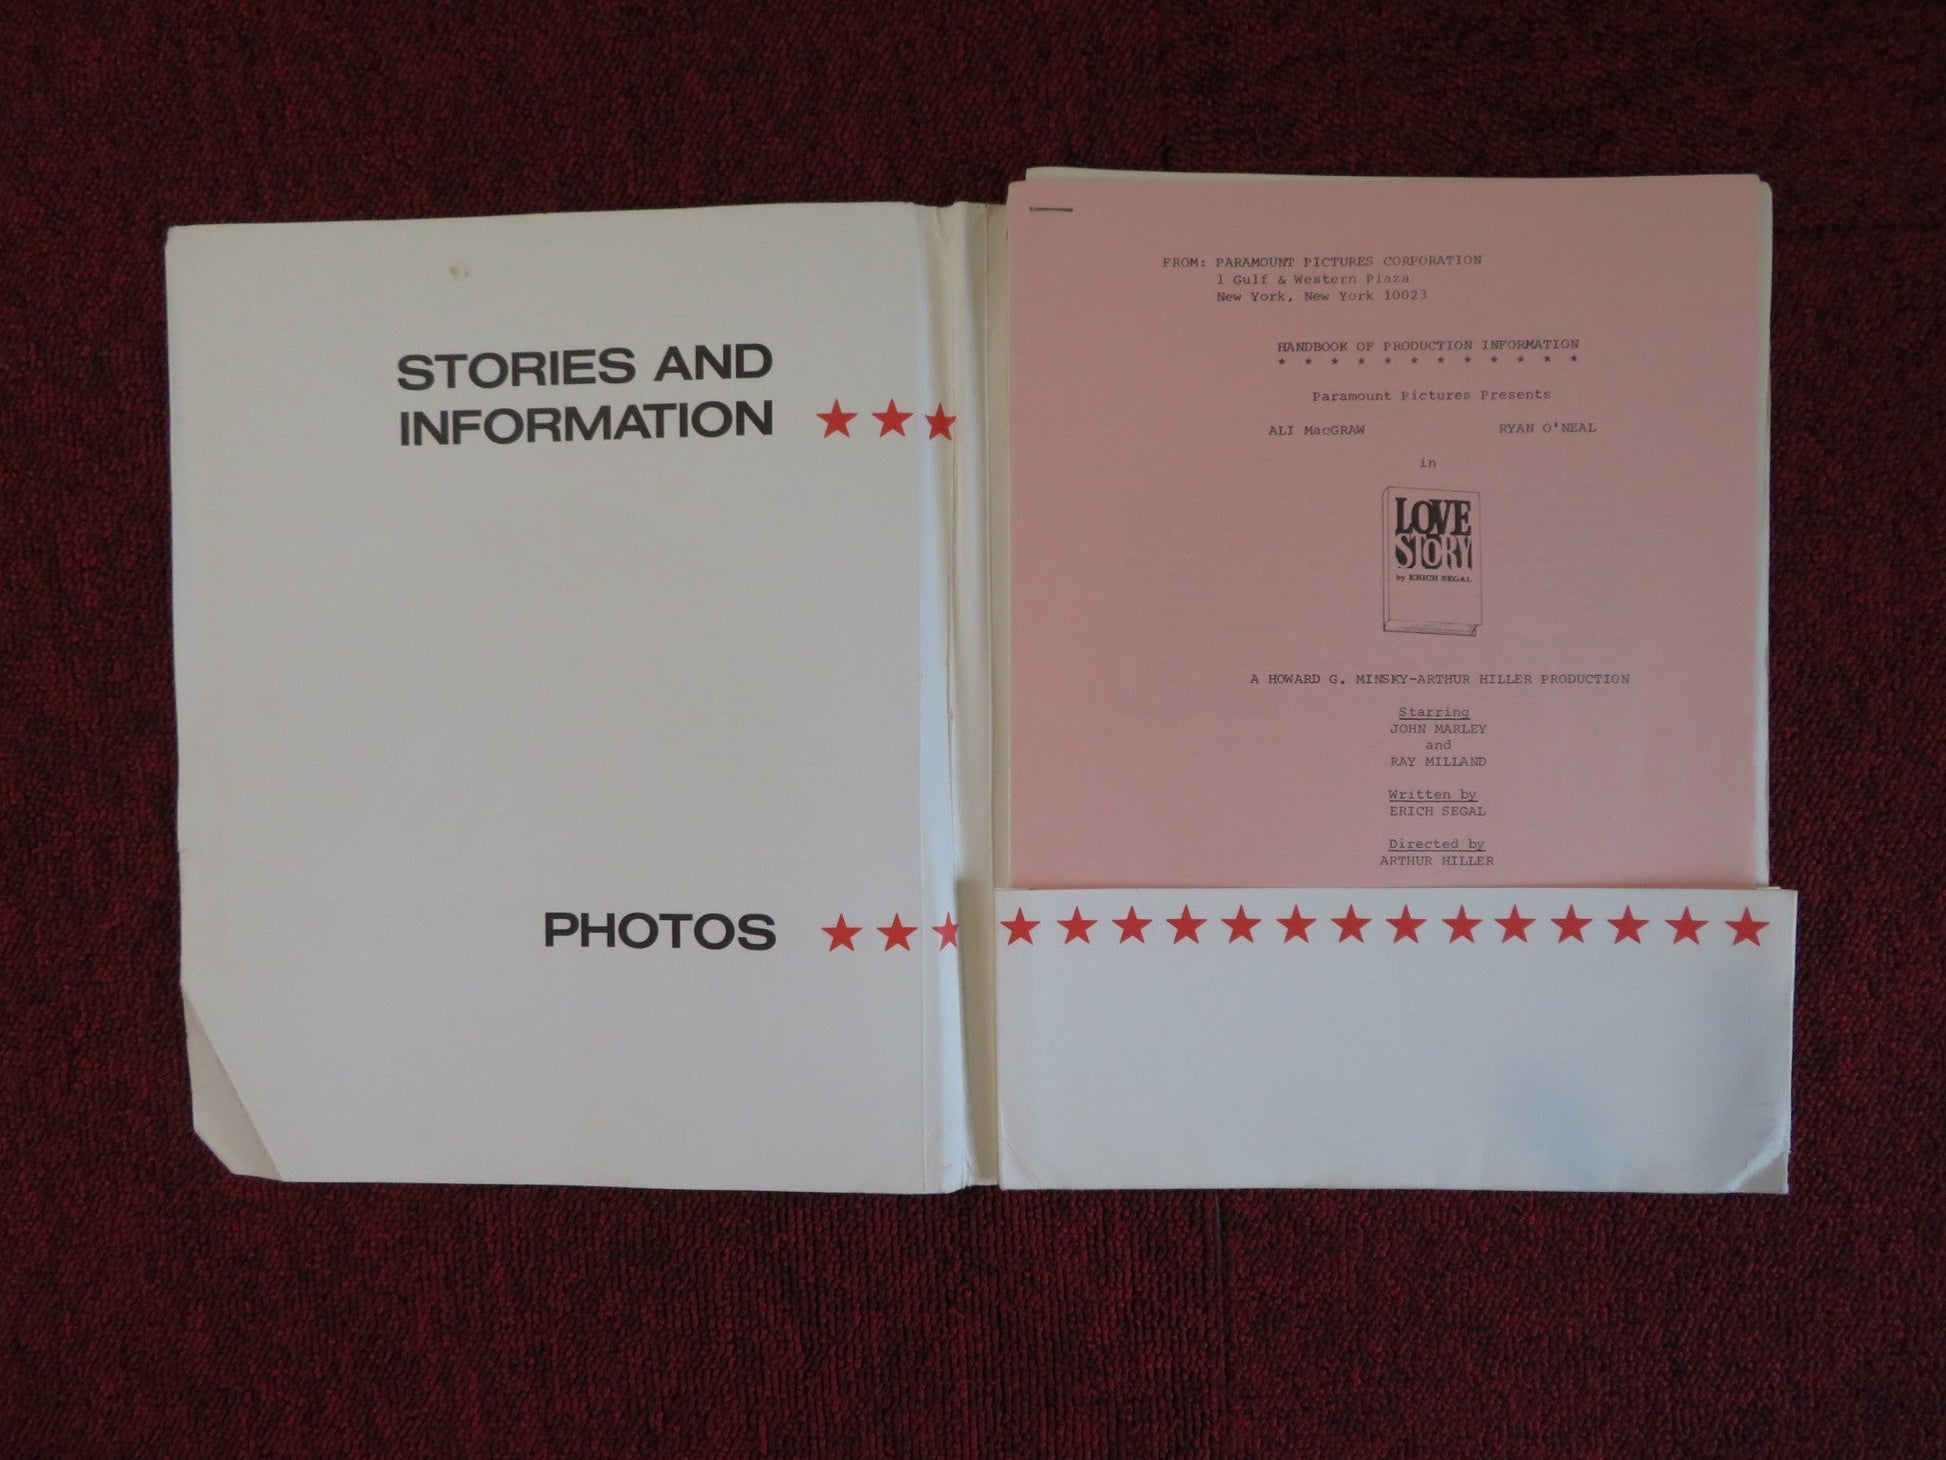 STORIES AND
INFORMATION
PHOTOS
FROM: PARAMOUNT PICTURES CORPORATION
1 Gulf & Western Plaza
New York, New York 10023
HANDBOOK OF PRODUCTION INFORMATION
* * * * * * * * * * * *
Paramount Pictures Presents
ALI MacGRAW RYAN O'NEAL
in
LOVE
STORY
by ERICH SEGAL
A HOWARD G. MINSKY-ARTHUR HILLER PRODUCTION
Starring
JOHN MARLEY
and
RAY MILLAND
Written by
ERICH SEGAL
Directed by
ARTHUR HILLER